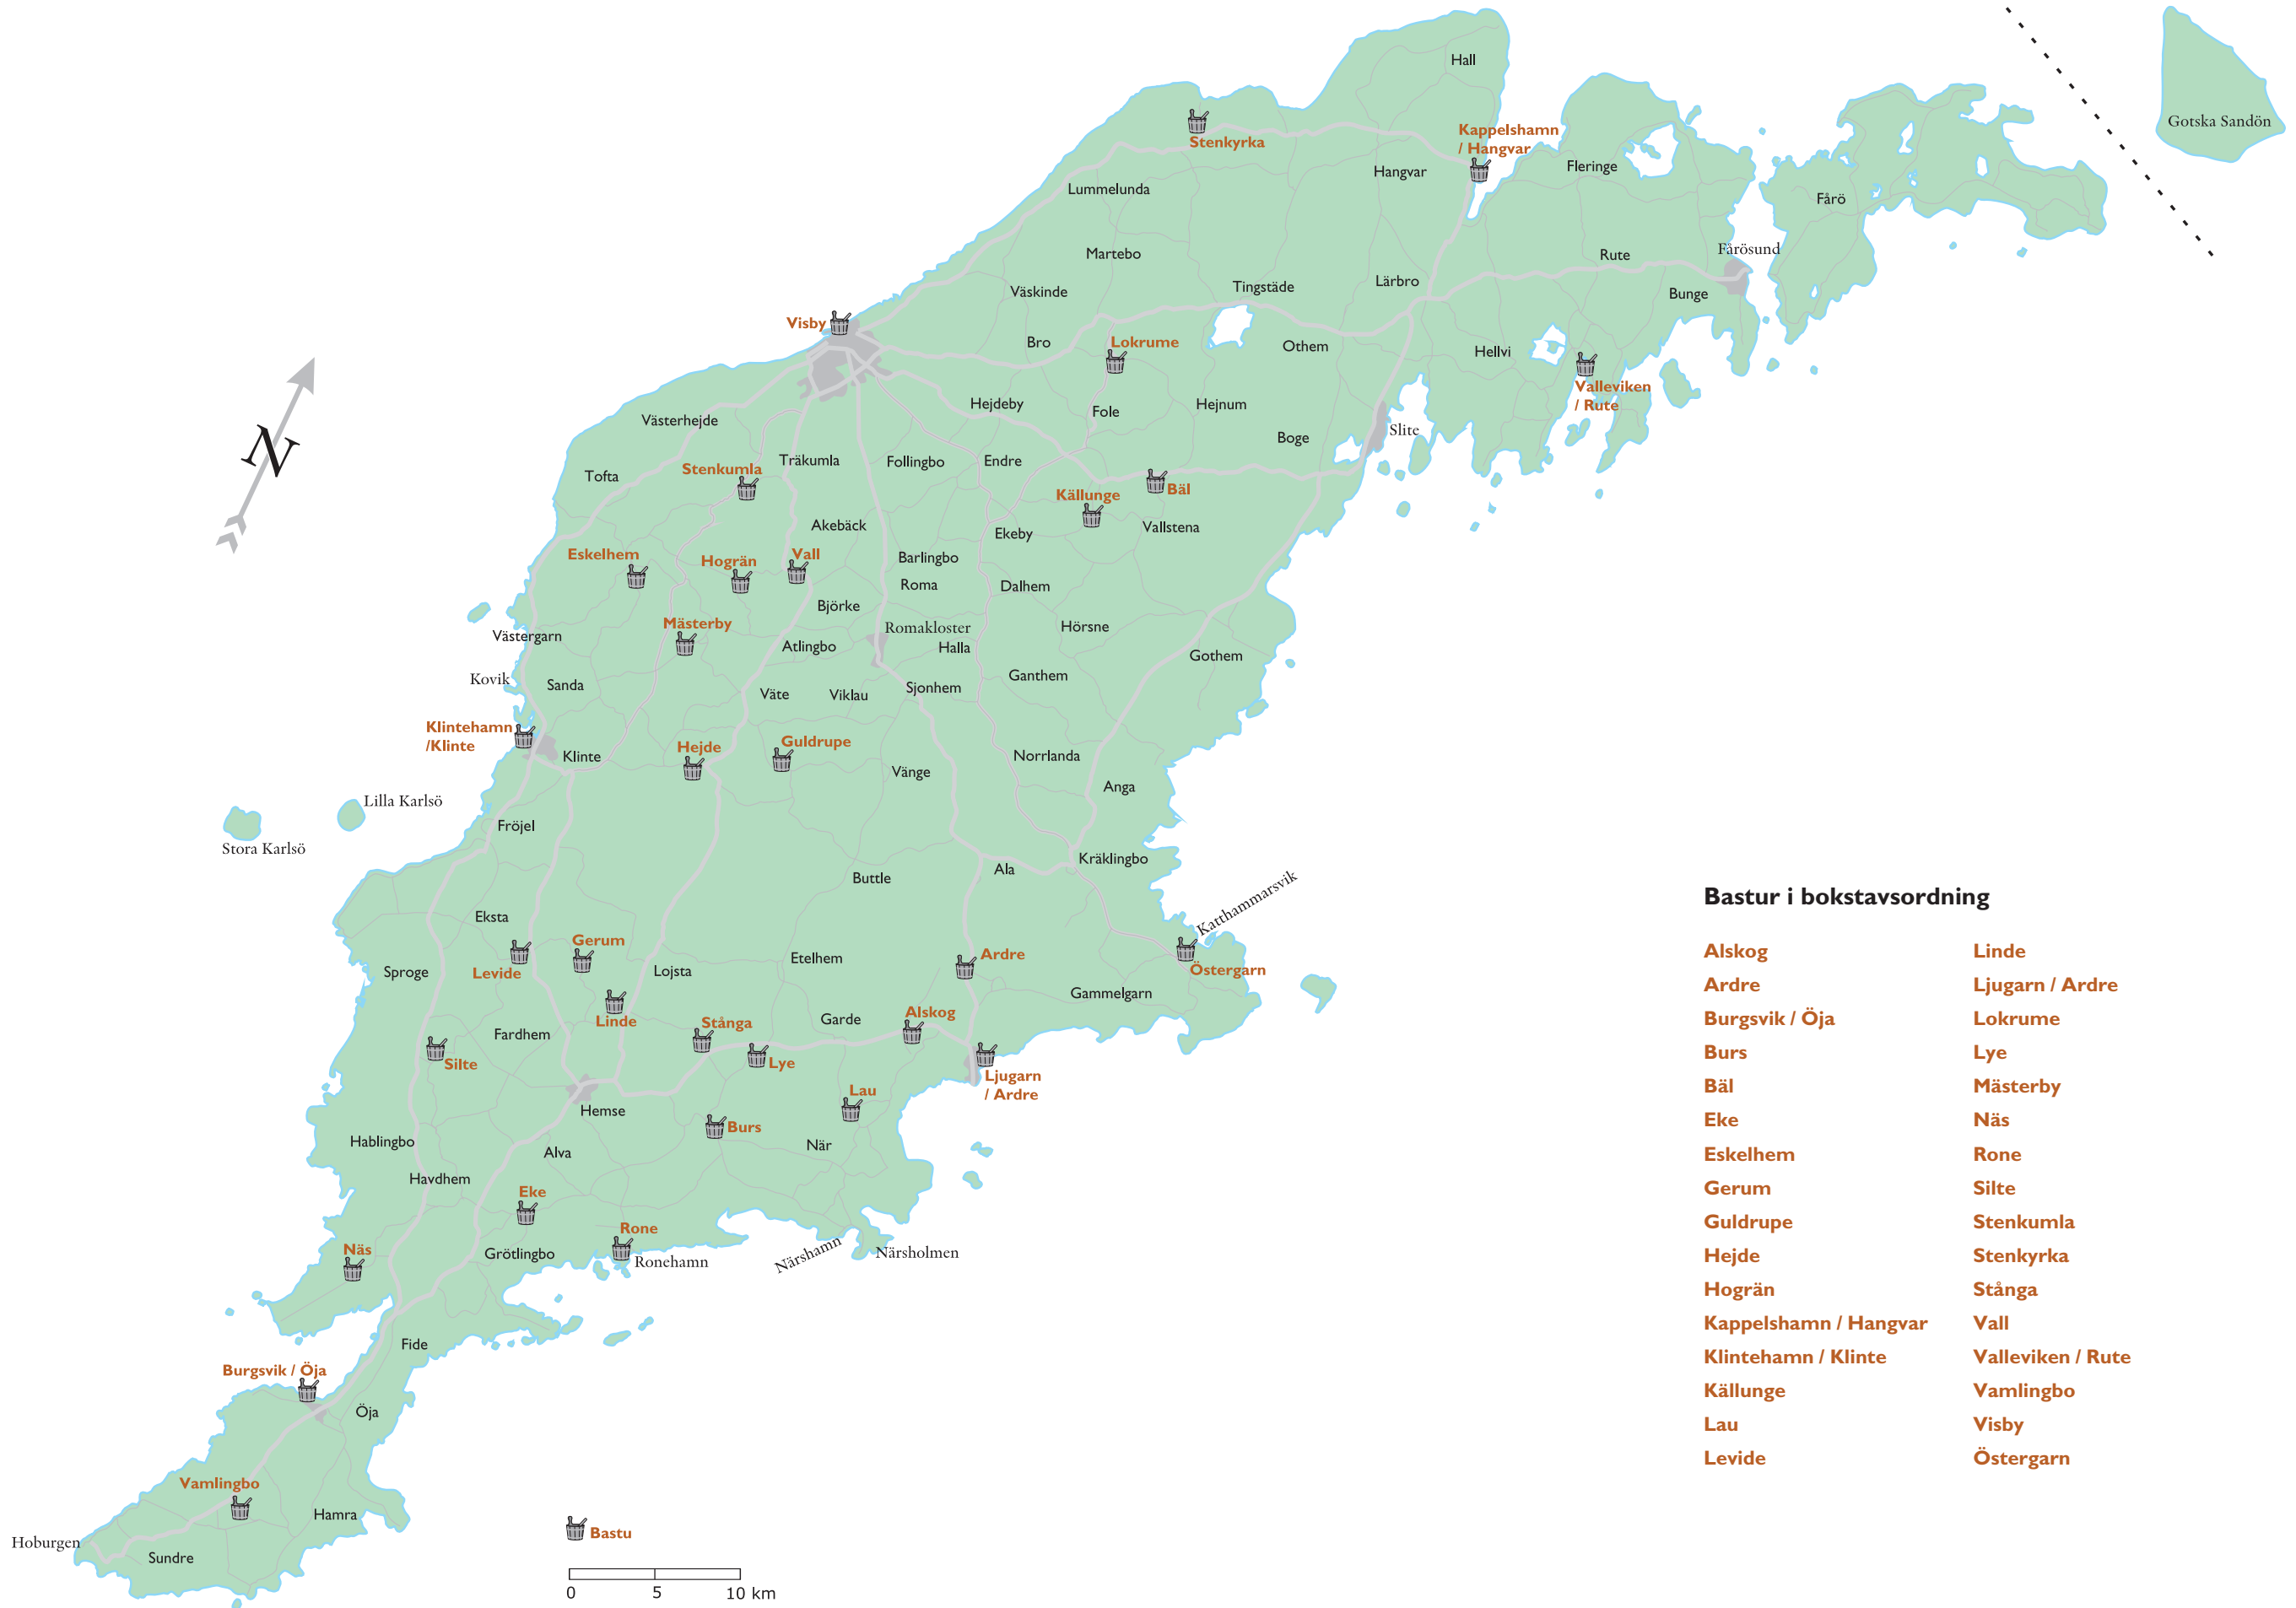 Hall
Gotska Sandön
Kappelshamn
/ Hangvar
Stenkyrka
Hangvar
Fleringe
Lummelunda
Fårö
Martebo
Rute
Fårösund
Väskinde
Tingstäde
Lärbro
Bunge
Visby
Bro
Lokrume
Othem
Hellvi
Valleviken
/ Rute
Västerhejde
Hejdeby
Fole
Hejnum
Slite
Boge
Stenkumla
Träkumla
Follingbo
Endre
Tofta
Källunge
Bäl
N
Akebäck
Ekeby
Vallstena
Eskelhem
Hogrän
Vall
Barlingbo
Roma
Dalhem
Björke
Mästerby
Västergarn
Romakloster
Hörsne
Atlingbo
Halla
Gothem
Kovik
Sanda
Väte
Viklau
Sjonhem
Ganthem
Klintehamn
/Klinte
Klinte
Hejde
Guldrupe
Vänge
Norrlanda
Anga
Lilla Karlsö
Stora Karlsö
Fröjel
Buttle
Ala
Kräklingbo
Katthammarsvik
Eksta
Gerum
Levide
Sproge
Lojsta
Etelhem
Ardre
Östergarn
Gammelgarn
Linde
Stånga
Garde
Alskog
Fardhem
Silte
Lye
Ljugarn
/ Ardre
Lau
Hemse
Burs
När
Hablingbo
Alva
Havdhem
Eke
Rone
Näs
Grötlingbo
Ronehamn
Närshamn
Närsholmen
Fide
Burgsvik / Öja
Öja
Vamlingbo
Hamra
Hoburgen
Sundre
Bastu
0 5 10 km
Bastur i bokstavsordning
Alskog
Ardre
Burgsvik / Öja
Burs
Bäl
Eke
Eskelhem
Gerum
Guldrupe
Hejde
Hogrän
Kappelshamn / Hangvar
Klintehamn / Klinte
Källunge
Lau
Levide
Linde
Ljugarn / Ardre
Lokrume
Lye
Mästerby
Näs
Rone
Silte
Stenkumla
Stenkyrka
Stånga
Vall
Valleviken / Rute
Vamlingbo
Visby
Östergarn